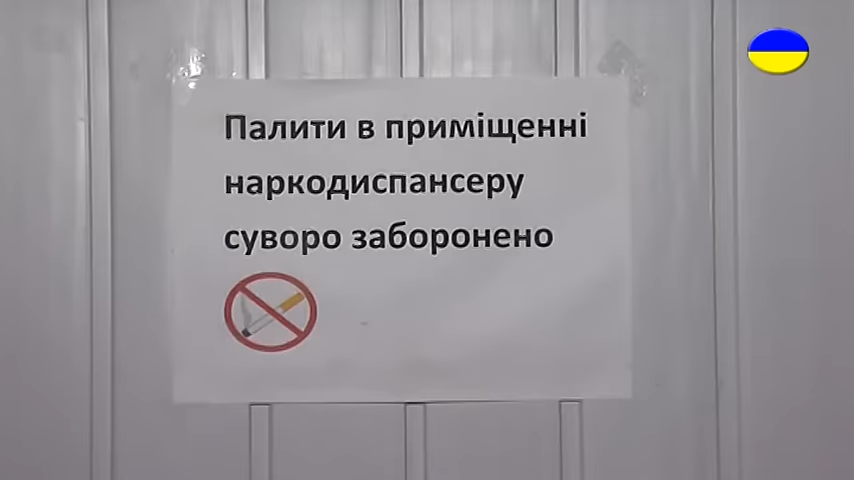 Палити в приміщенні
наркодиспансеру
суворо заборонено